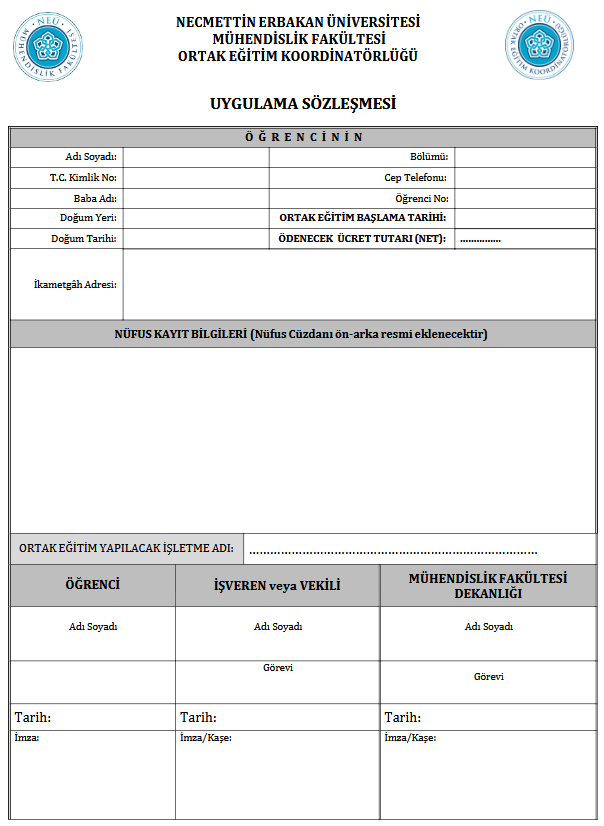 NECMETTİN ERBAKAN ÜNİVERSİTESİ
MÜHENDİSLİK FAKÜLTESİ
ORTAK EĞİTİM KOORDİNATÖRLÜĞÜ
NEÜ
MÜHENDİSLİK FAKÜLTESİ
NEÜ
ORTAK EĞİTİM KOORDİNATÖRLÜĞÜ
UYGULAMA SÖZLEŞMESİ
ÖĞRENCİNİN
Adı Soyadı: Bölümü:
T.C. Kimlik No: Cep Telefonu:
Baba Adı: Öğrenci No:
Doğum Yeri: ORTAK EĞİTİM BAŞLAMA TARİHİ:
Doğum Tarihi: ÖDENECEK ÜCRET TUTARI (NET): ……………
İkametgâh Adresi:
NÜFUS KAYIT BİLGİLERİ (Nüfus Cüzdanı ön-arka resmi eklenecektir)
ORTAK EĞİTİM YAPILACAK İŞLETME ADI: ……………………………………………………………………
ÖĞRENCİ İŞVEREN veya VEKİLİ MÜHENDİSLİK FAKÜLTESİ
DEKANLIĞI
Adı Soyadı Adı Soyadı Adı Soyadı
Görevi Görevi
Tarih: Tarih: Tarih:
İmza: İmza/Kaşe: İmza/Kaşe: